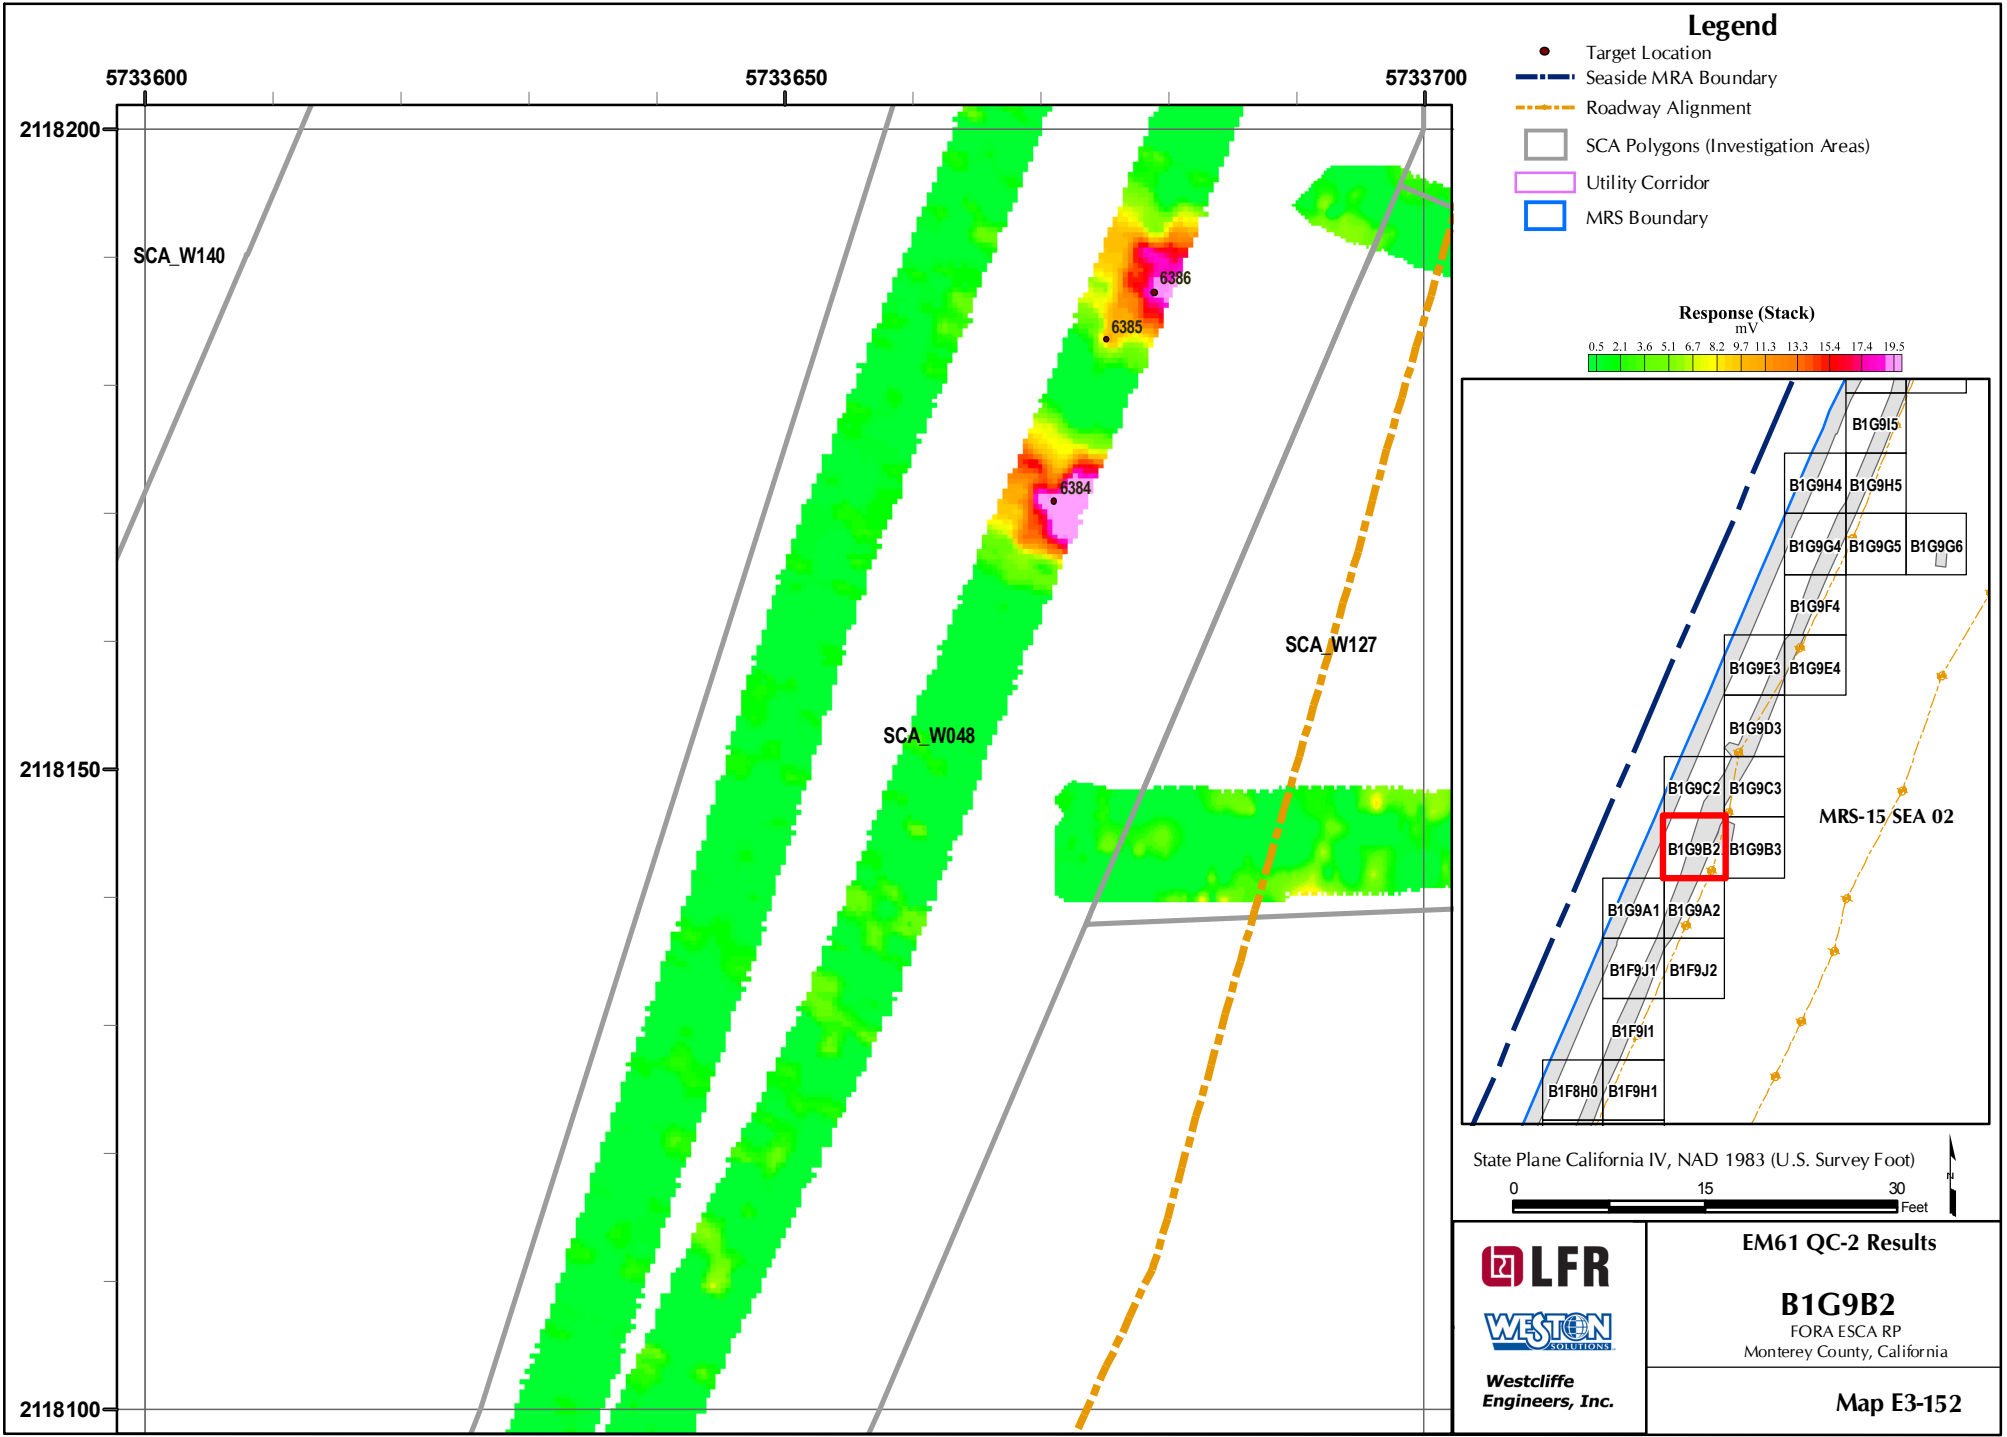 Legend
Target Location
Seaside MRA Boundary
Roadway Alignment
SCA Polygons (Investigation Areas)
Utility Corridor
MRS Boundary
5733600
5733650
5733700
2118200
2118150
2118100
SCA_W140
6386
6385
6384
SCA_W127
SCA_W048
Response (Stack)
mV
0.5 2.1 3.6 5.1 6.7 8.2 9.7 11.3 13.3 15.4 17.4 19.5
B1G9I5
B1G9H4 B1G9H5
B1G9G4 B1G9G5 B1G9G6
B1G9F4
B1G9E3 B1G9E4
B1G9D3
B1G9C2 B1G9C3
MRS-15 SEA 02
B1G9B2 B1G9B3
B1G9A1 B1G9A2
B1F9J1 B1F9J2
B1F9I1
B1F8H0 B1F9H1
State Plane California IV, NAD 1983 (U.S. Survey Foot)
0 15 30
Feet
N
LFR
WESTON
SOLUTIONS
Westcliffe
Engineers, Inc.
EM61 QC-2 Results
B1G9B2
FORA ESCA RP
Monterey County, California
Map E3-152